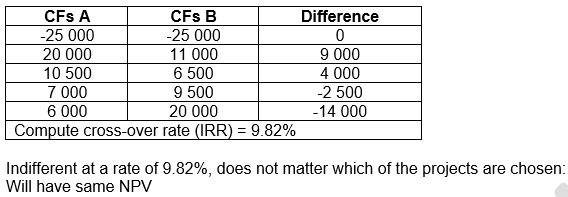 CFs A CFs B Difference
-25 000 -25 000 0
20 000 11 000 9 000
10 500 6 500 4 000
7 000 9 500 -2 500
6 000 20 000 -14 000
Compute cross-over rate (IRR) = 9.82%
Indifferent at a rate of 9.82%, does not matter which of the projects are chosen:
Will have same NPV